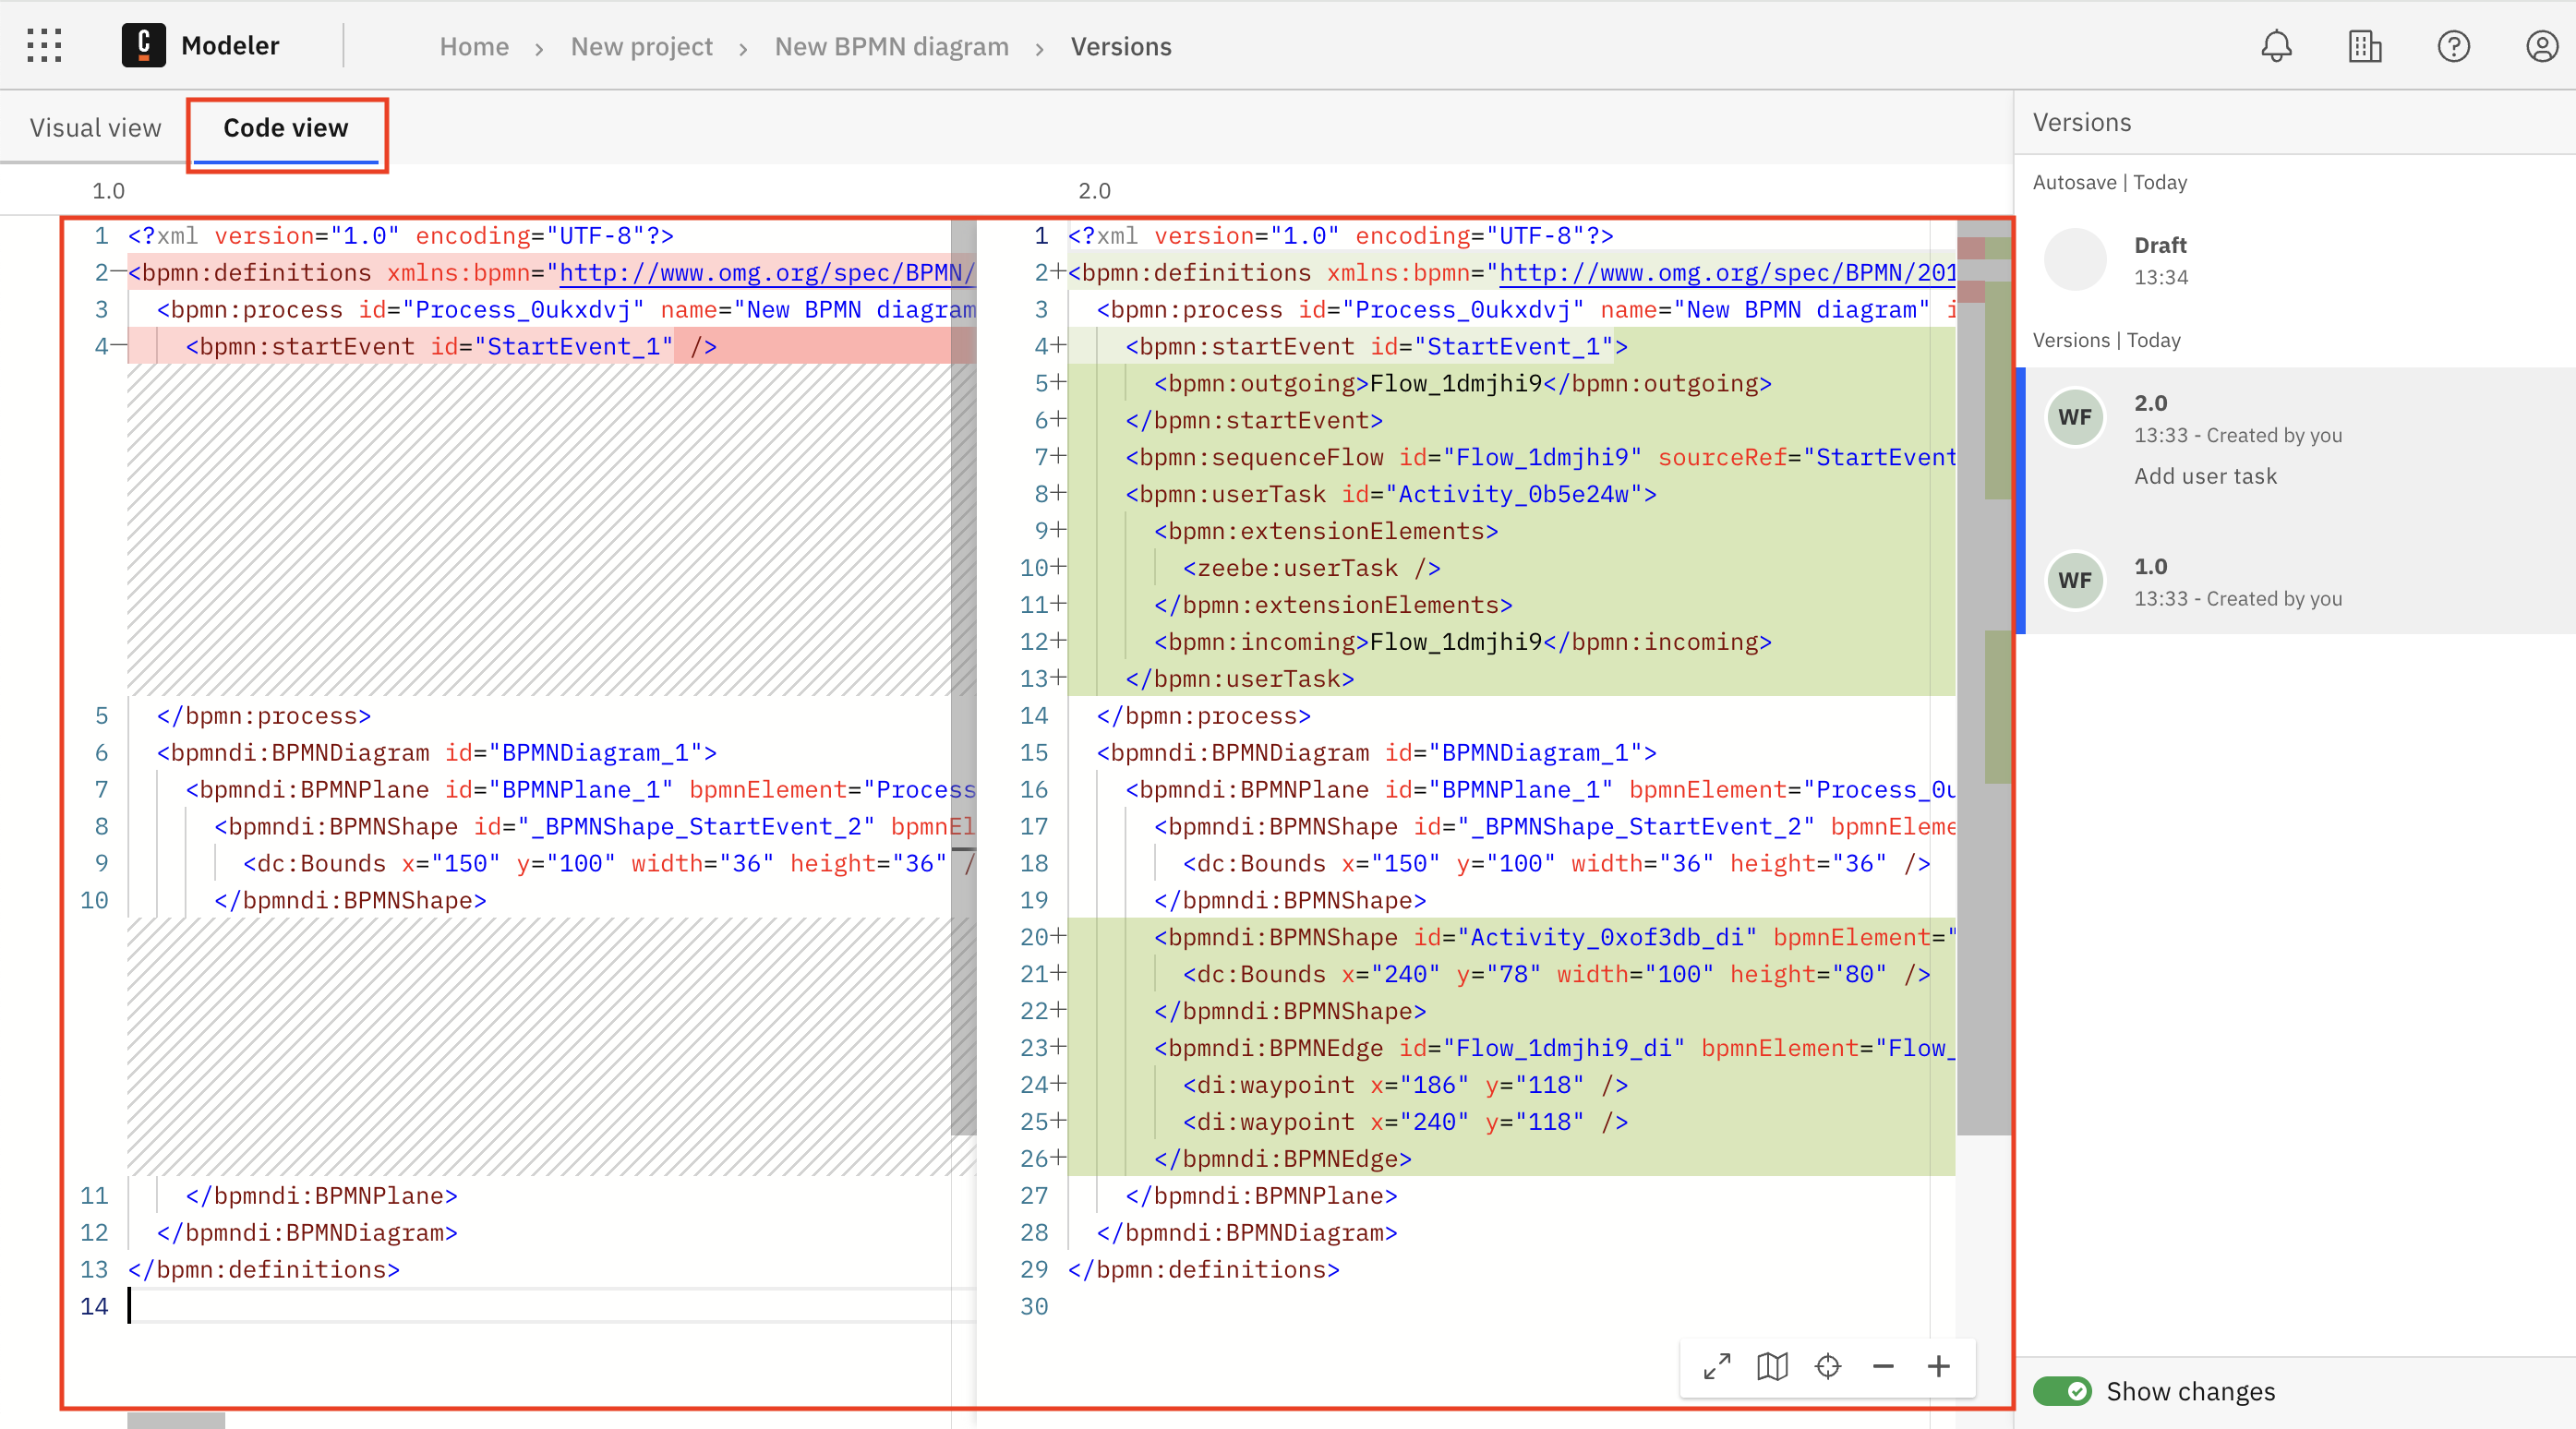 C Modeler Home › New project › New BPMN diagram › Versions
Visual view Code view
1.0
1 <?xml version="1.0" encoding="UTF-8"?>
2 <bpmn:definitions xmlns:bpmn="http://www.omg.org/spec/BPMN/
3 <bpmn:process id="Process_0ukxdvj" name="New BPMN diagram
4 <bpmn:startEvent id="StartEvent_1" />
5 </bpmn:process>
6 <bpmndi:BPMNDiagram id="BPMNDiagram_1">
7 <bpmndi:BPMNPlane id="BPMNPlane_1" bpmnElement="Process
8 <bpmndi:BPMNShape id="_BPMNShape_StartEvent_2" bpmnEl
9 <dc:Bounds x="150" y="100" width="36" height="36" /
10 </bpmndi:BPMNShape>
11 </bpmndi:BPMNPlane>
12 </bpmndi:BPMNDiagram>
13 </bpmn:definitions>
14
2.0
1 <?xml version="1.0" encoding="UTF-8"?>
2+ <bpmn:definitions xmlns:bpmn="http://www.omg.org/spec/BPMN/201
3 <bpmn:process id="Process_0ukxdvj" name="New BPMN diagram" i
4+ <bpmn:startEvent id="StartEvent_1">
5+ <bpmn:outgoing>Flow_1dmjhi9</bpmn:outgoing>
6+ </bpmn:startEvent>
7+ <bpmn:sequenceFlow id="Flow_1dmjhi9" sourceRef="StartEvent
8+ <bpmn:userTask id="Activity_0b5e24w">
9+ <bpmn:extensionElements>
10+ <zeebe:userTask />
11+ </bpmn:extensionElements>
12+ <bpmn:incoming>Flow_1dmjhi9</bpmn:incoming>
13+ </bpmn:userTask>
14 </bpmn:process>
15 <bpmndi:BPMNDiagram id="BPMNDiagram_1">
16 <bpmndi:BPMNPlane id="BPMNPlane_1" bpmnElement="Process_0u
17 <bpmndi:BPMNShape id="_BPMNShape_StartEvent_2" bpmnEleme
18 <dc:Bounds x="150" y="100" width="36" height="36" />
19 </bpmndi:BPMNShape>
20+ <bpmndi:BPMNShape id="Activity_0xof3db_di" bpmnElement="
21+ <dc:Bounds x="240" y="78" width="100" height="80" />
22+ </bpmndi:BPMNShape>
23+ <bpmndi:BPMNEdge id="Flow_1dmjhi9_di" bpmnElement="Flow_
24+ <di:waypoint x="186" y="118" />
25+ <di:waypoint x="240" y="118" />
26+ </bpmndi:BPMNEdge>
27 </bpmndi:BPMNPlane>
28 </bpmndi:BPMNDiagram>
29 </bpmn:definitions>
30
Versions
Autosave | Today
Draft
13:34
Versions | Today
WF
2.0
13:33 - Created by you
Add user task
WF
1.0
13:33 - Created by you
Show changes